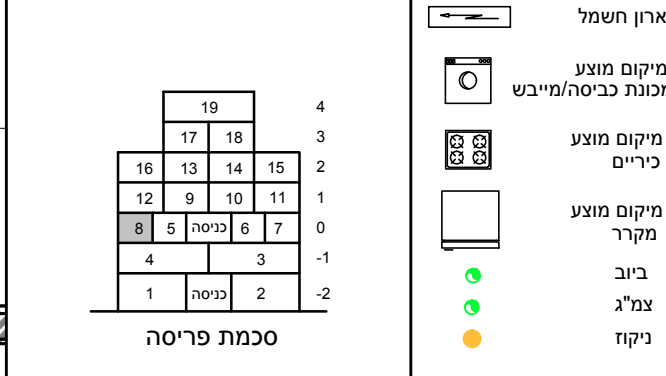 19 4
17 18 3
16 13 14 15 2
12 9 10 11 1
8 5 כניסה 6 7 0
4 3 -1
1 כניסה 2 -2
סכמת פריסה
ארון חשמל
מיקום מוצע
מכונת כביסה/מייבש
מיקום מוצע
כיריים
מיקום מוצע
מקרר
ביוב
צמ"ג
ניקוז